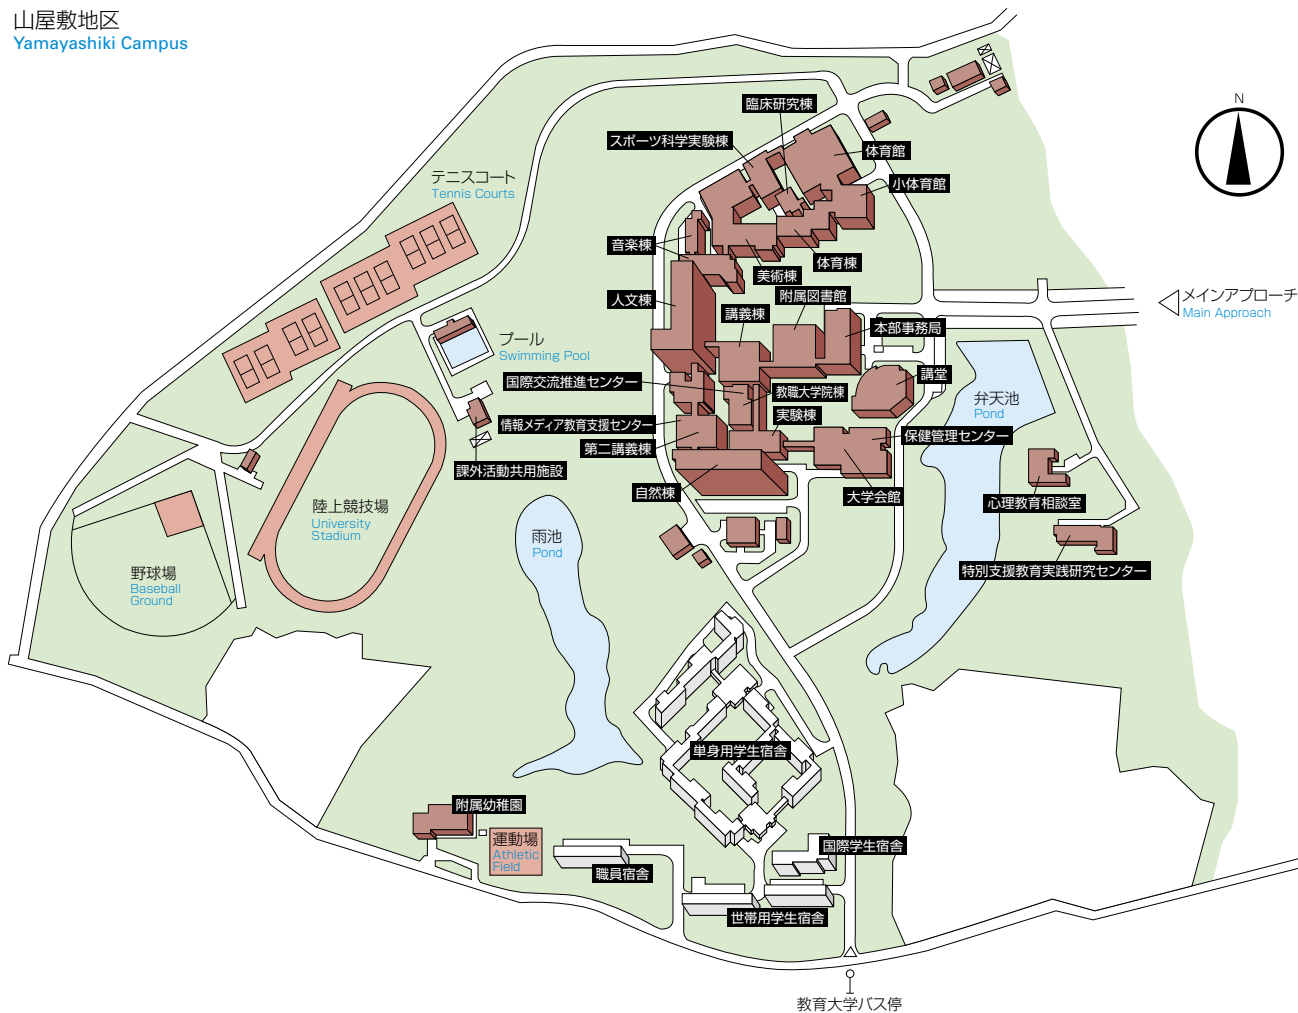 山屋敷地区
Yamayashiki Campus
N
臨床研究棟
スポーツ科学実験棟
体育館
小体育館
テニスコート
Tennis Courts
音楽棟
体育棟
美術棟
人文棟
附属図書館
メインアプローチ
Main Approach
講義棟
本部事務局
プール
Swimming Pool
国際交流推進センター
教職大学院棟
講堂
弁天池
Pond
実験棟
情報メディア教育支援センター
保健管理センター
第二講義棟
課外活動共用施設
自然棟
大学会館
心理教育相談室
陸上競技場
University
Stadium
雨池
Pond
特別支援教育実践研究センター
野球場
Baseball
Ground
単身用学生宿舎
附属幼稚園
運動場
Athletic
Field
国際学生宿舎
職員宿舎
世帯用学生宿舎
教育大学バス停